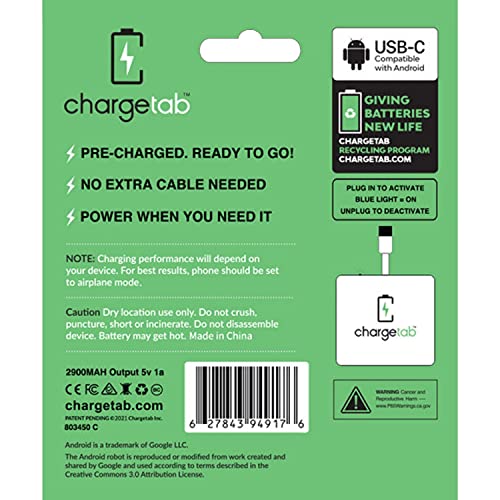 chargetab™
PRE-CHARGED. READY TO GO!
NO EXTRA CABLE NEEDED
POWER WHEN YOU NEED IT
NOTE: Charging performance will depend on
your device. For best results, phone should be set
to airplane mode.
Caution Dry location use only. Do not crush,
puncture, short or incinerate. Do not disassemble
device. Battery may get hot. Made in China
2900MAH Output 5v 1a
CE FC
BC
chargetab.com
PATENT PENDING ©2021 Chargetab Inc.
803450 C
6 27843 94917 6
Android is a trademark of Google LLC.
The Android robot is reproduced or modified from work created and
shared by Google and used according to terms described in the
Creative Commons 3.0 Attribution License.
USB-C
Compatible
with Android
android
GIVING
BATTERIES
NEW LIFE
CHARGETAB
RECYCLING PROGRAM
CHARGETAB.COM
PLUG IN TO ACTIVATE
BLUE LIGHT = ON
UNPLUG TO DEACTIVATE
chargetab™
WARNING: Cancer and
Reproductive Harm ----
www.P65Warnings.ca.gov